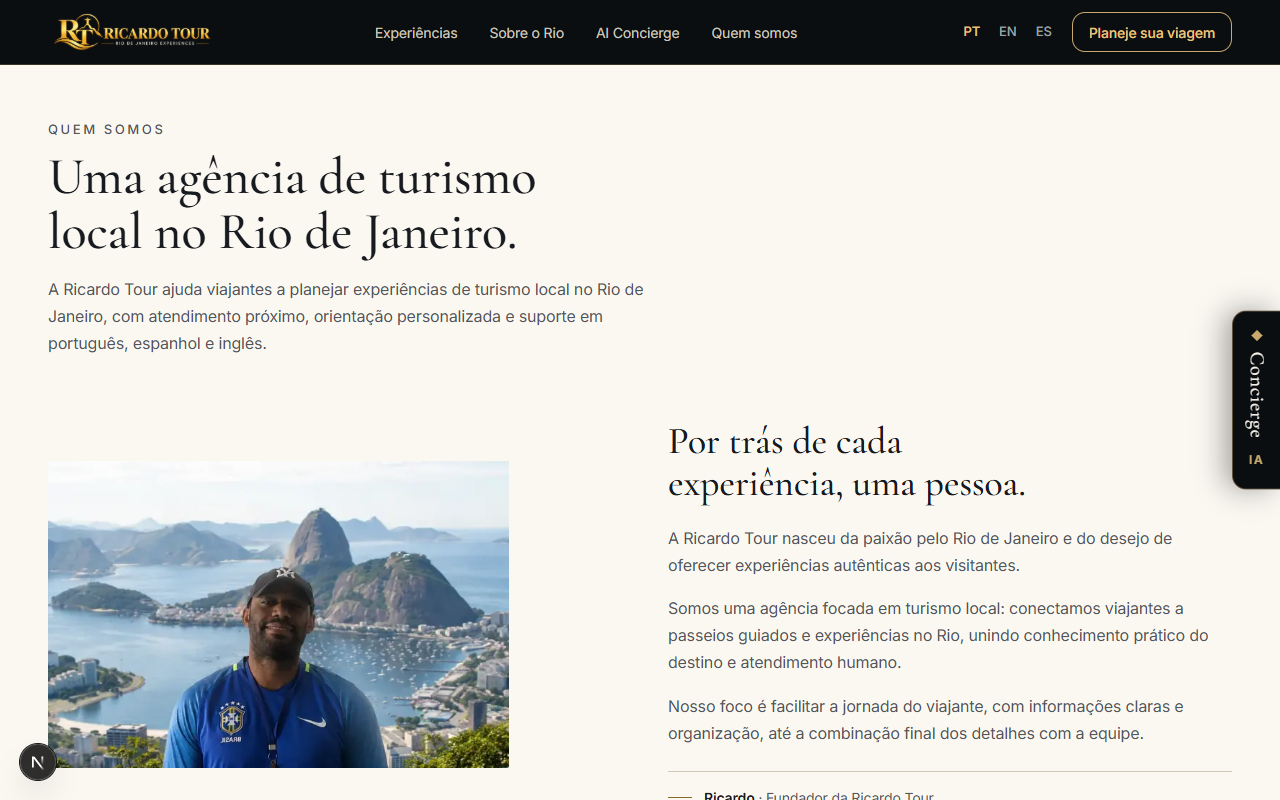 RICARDO TOUR
RIO DE JANEIRO EXPERIENCES
Experiências
Sobre o Rio
AI Concierge
Quem somos
PT
EN
ES
Planeje sua viagem
QUEM SOMOS
Uma agência de turismo
local no Rio de Janeiro.
A Ricardo Tour ajuda viajantes a planejar experiências de turismo local no Rio de
Janeiro, com atendimento próximo, orientação personalizada e suporte em
português, espanhol e inglês.
Concierge
IA
BRASIL
Por trás de cada
experiência, uma pessoa.
A Ricardo Tour nasceu da paixão pelo Rio de Janeiro e do desejo de
oferecer experiências autênticas aos visitantes.
Somos uma agência focada em turismo local: conectamos viajantes a
passeios guiados e experiências no Rio, unindo conhecimento prático do
destino e atendimento humano.
Nosso foco é facilitar a jornada do viajante, com informações claras e
organização, até a combinação final dos detalhes com a equipe.
Ricardo · Fundador da Ricardo Tour
N